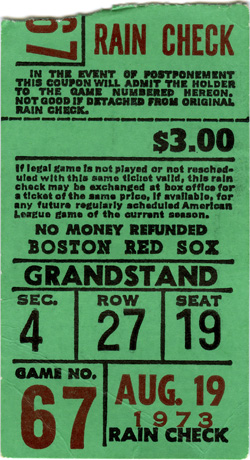 67
RAIN CHECK
IN THE EVENT OF POSTPONEMENT
THIS COUPON WILL ADMIT THE HOLDER
TO THE GAME NUMBERED HEREON.
NOT GOOD IF DETACHED FROM ORIGINAL
RAIN CHECK.
$3.00
If legal game is not played or not resched-
uled with this same ticket valid, this rain
check may be exchanged at box office for
a ticket of the same price, if available, for
any future regularly scheduled American
League game of the current season.
NO MONEY REFUNDED
BOSTON RED SOX
GRANDSTAND
SEC. ROW SEAT
4 27 19
GAME NO.
67
AUG. 19
1973
RAIN CHECK